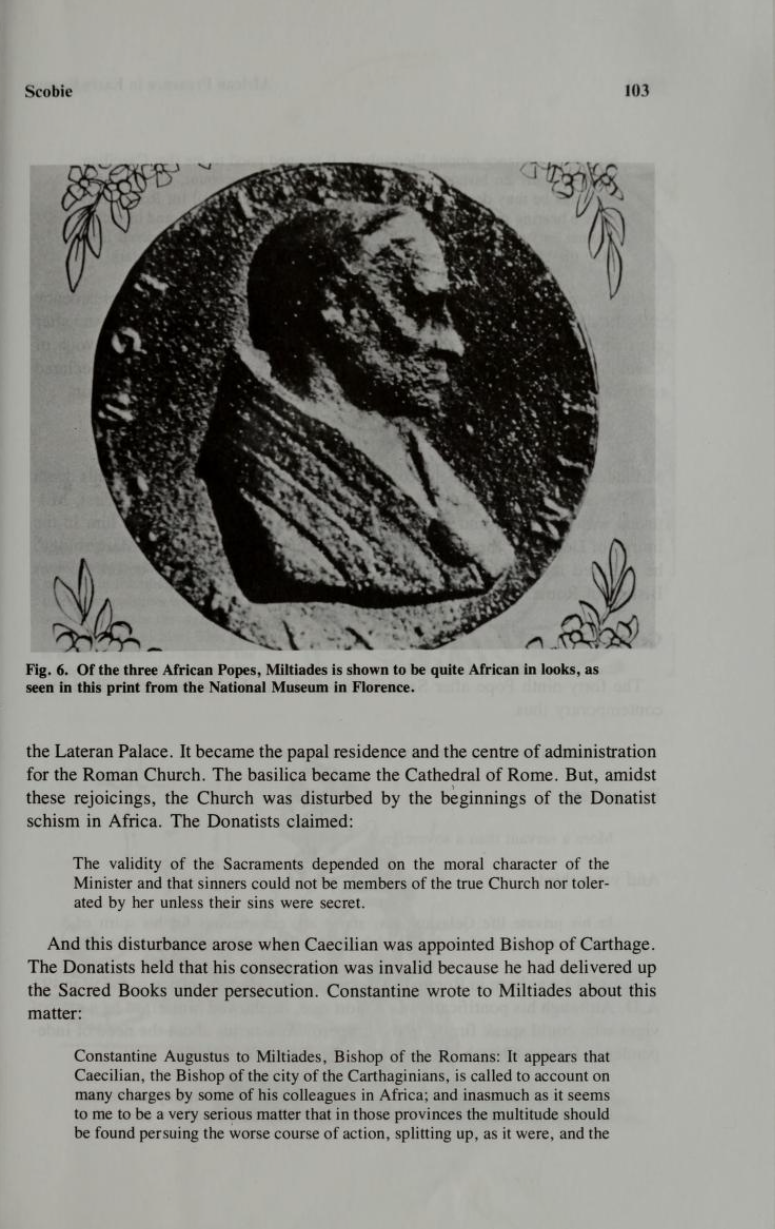 Scobie 103
Fig. 6. Of the three African Popes, Miltiades is shown to be quite African in looks, as
seen in this print from the National Museum in Florence.
the Lateran Palace. It became the papal residence and the centre of administration
for the Roman Church. The basilica became the Cathedral of Rome. But, amidst
these rejoicings, the Church was disturbed by the beginnings of the Donatist
schism in Africa. The Donatists claimed:
The validity of the Sacraments depended on the moral character of the
Minister and that sinners could not be members of the true Church nor toler-
ated by her unless their sins were secret.
And this disturbance arose when Caecilian was appointed Bishop of Carthage.
The Donatists held that his consecration was invalid because he had delivered up
the Sacred Books under persecution. Constantine wrote to Miltiades about this
matter:
Constantine Augustus to Miltiades, Bishop of the Romans: It appears that
Caecilian, the Bishop of the city of the Carthaginians, is called to account on
many charges by some of his colleagues in Africa; and inasmuch as it seems
to me to be a very serious matter that in those provinces the multitude should
be found persuing the worse course of action, splitting up, as it were, and the